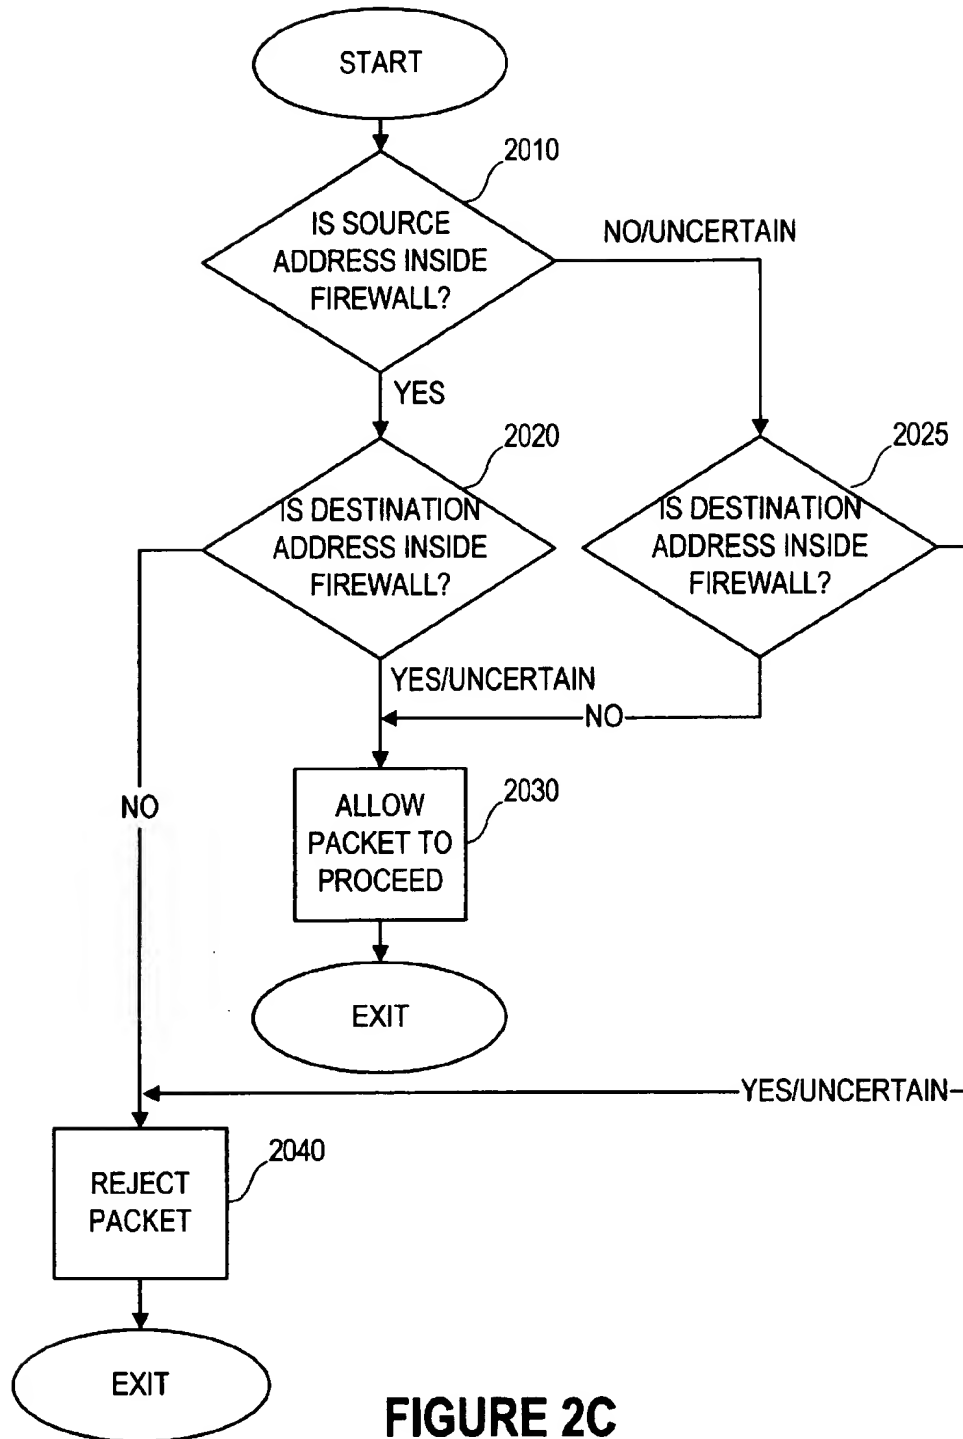 START
2010
IS SOURCE
ADDRESS INSIDE
FIREWALL?
NO/UNCERTAIN
YES
2020
IS DESTINATION
ADDRESS INSIDE
FIREWALL?
2025
IS DESTINATION
ADDRESS INSIDE
FIREWALL?
YES/UNCERTAIN
NO
NO
ALLOW
PACKET TO
PROCEED
2030
EXIT
YES/UNCERTAIN
REJECT
PACKET
2040
EXIT
FIGURE 2C